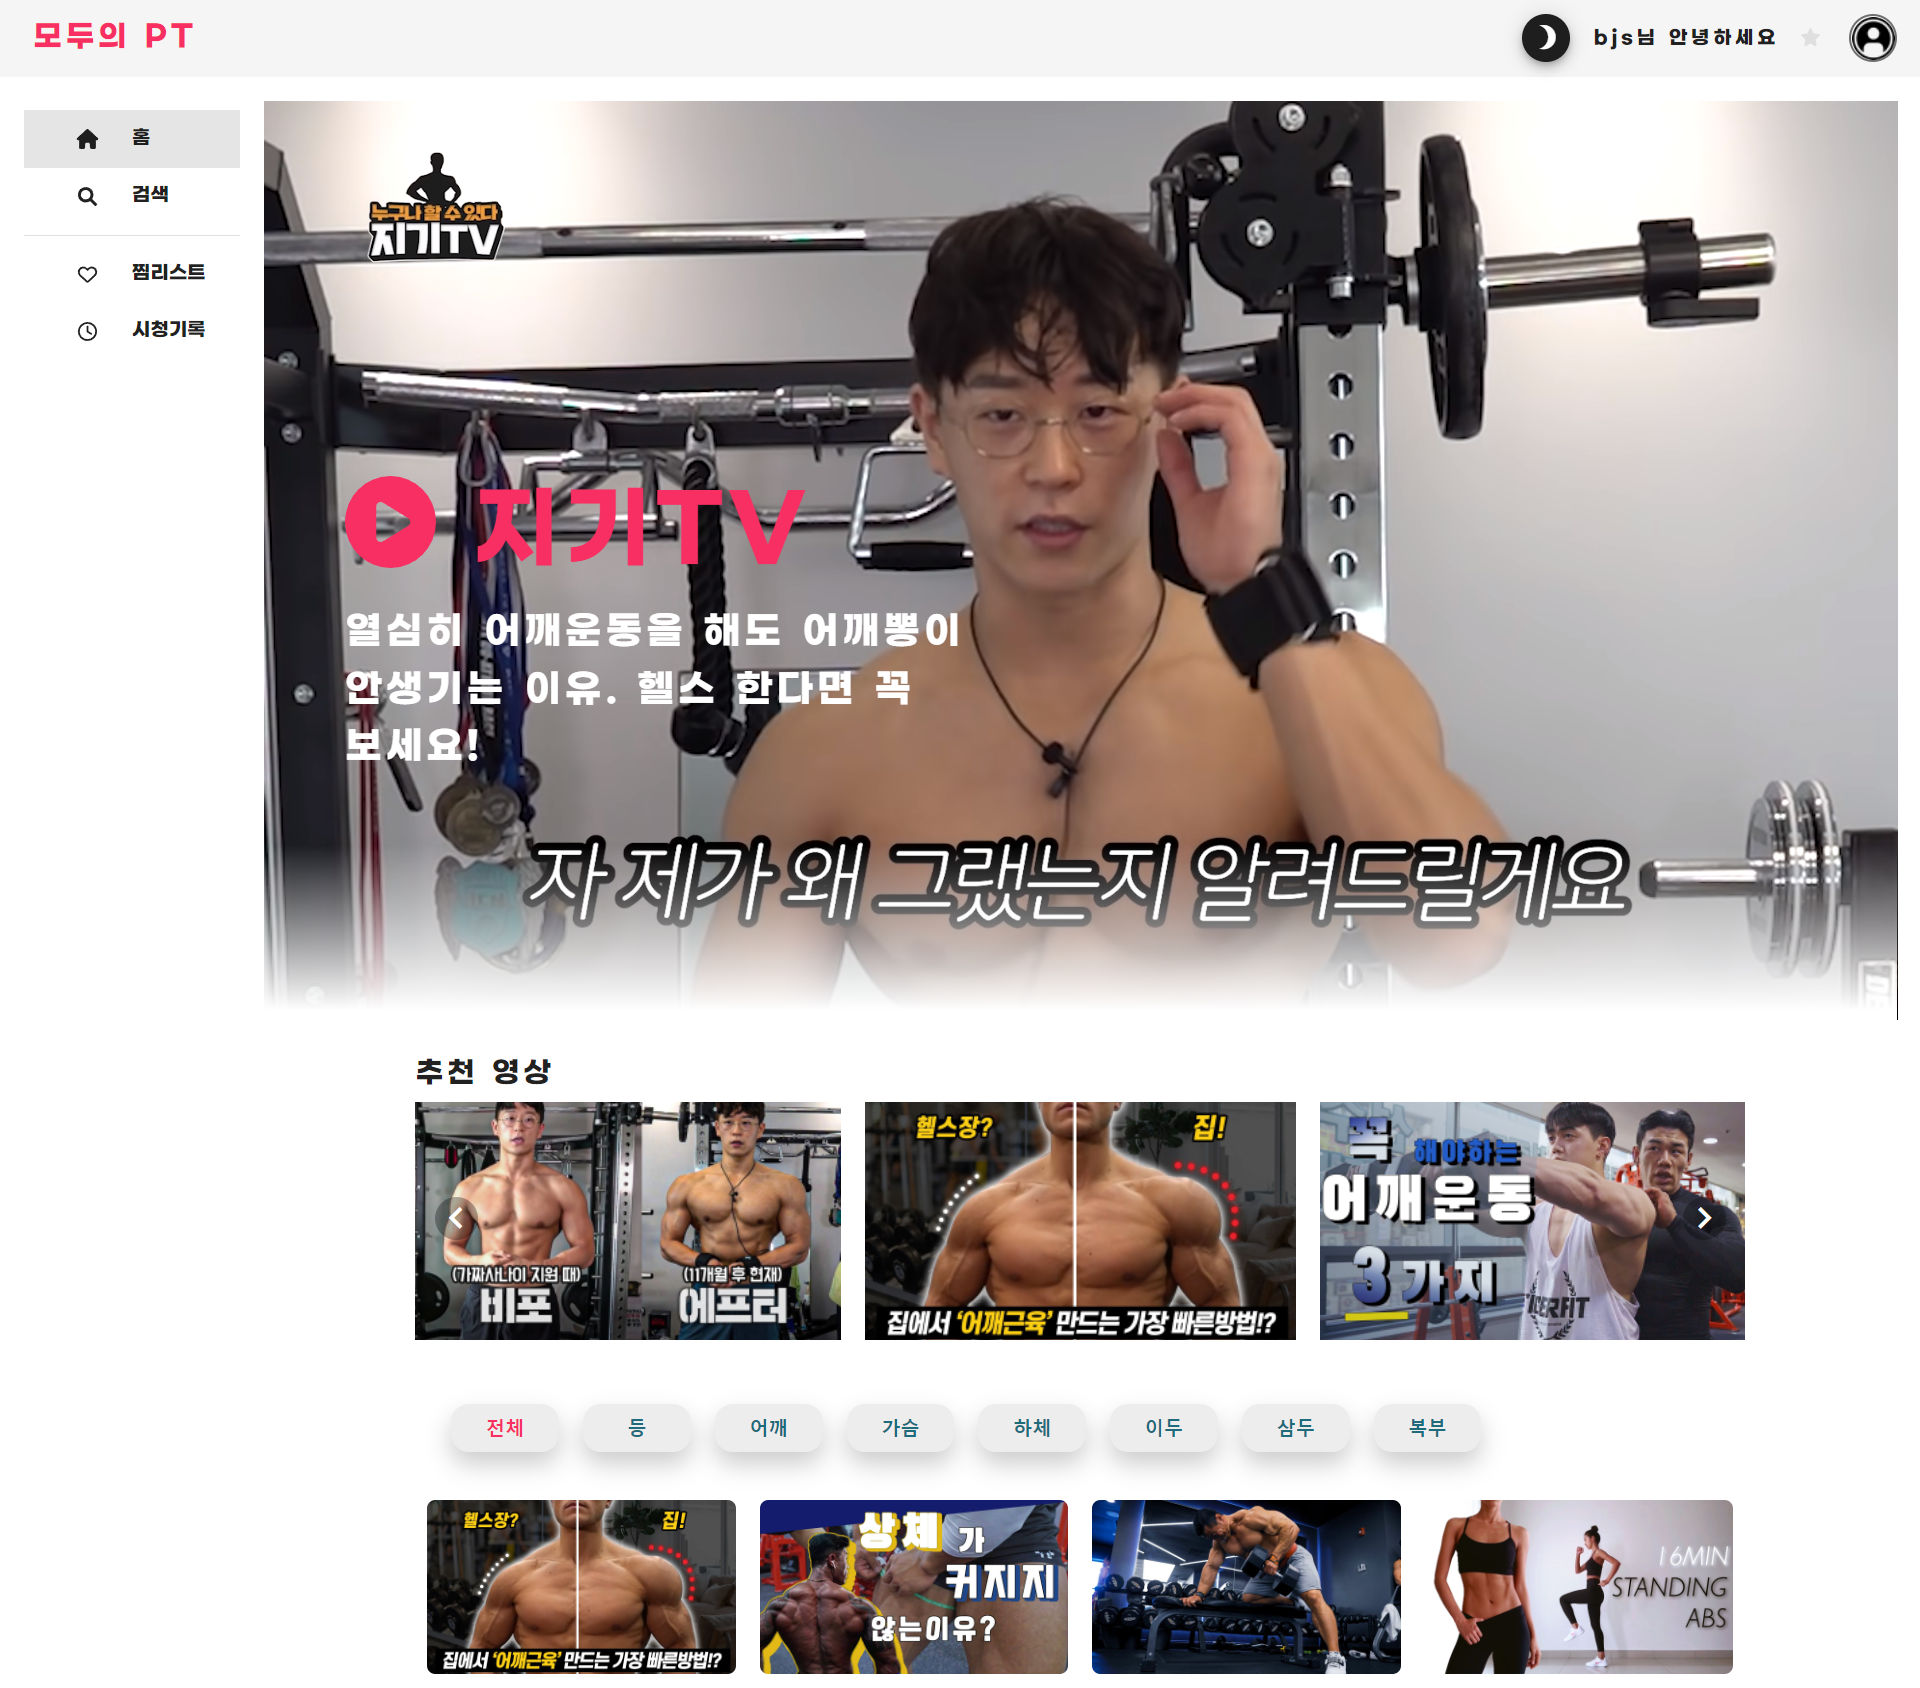 모두의 PT
bjs님 안녕하세요
홈
검색
찜리스트
시청기록
누구나 할 수 있다
지기TV
지기TV
열심히 어깨운동을 해도 어깨뽕이
안생기는 이유. 헬스 한다면 꼭
보세요!
자 제가 왜 그랬는지 알려드릴게요
추천 영상
(가짜사나이 지원 때)
비포
(11개월 후 현재)
에프터
헬스장?
집!
집에서 '어깨근육' 만드는 가장 빠른방법!?
꼭 해야하는
어깨운동
3가지
전체
등
어깨
가슴
하체
이두
삼두
복부
헬스장?
집!
집에서 '어깨근육' 만드는 가장 빠른방법!?
상체가
커지지
않는이유?
16MIN
STANDING
ABS